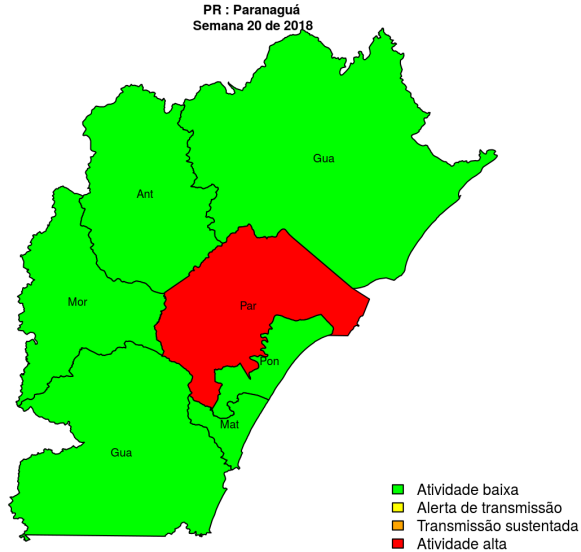 PR : Paranaguá
Semana 20 de 2018
Gua
Ant
Mor
Par
Pon
Mat
Gua
Atividade baixa
Alerta de transmissão
Transmissão sustentada
Atividade alta